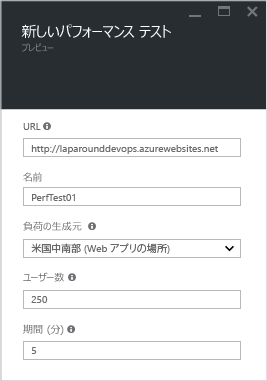 新しいパフォーマンス テスト
プレビュー
URL
http://laparounddevops.azurewebsites.net
名前
PerfTest01
負荷の生成元
米国中南部 (Web アプリの場所)
ユーザー数
250
期間 (分)
5